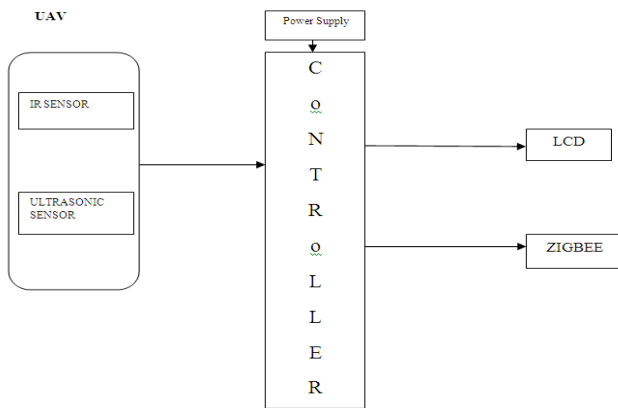 UAV
Power Supply
IR SENSOR
ULTRASONIC
SENSOR
C
o
N
T
R
o
L
L
E
R
LCD
ZIGBEE